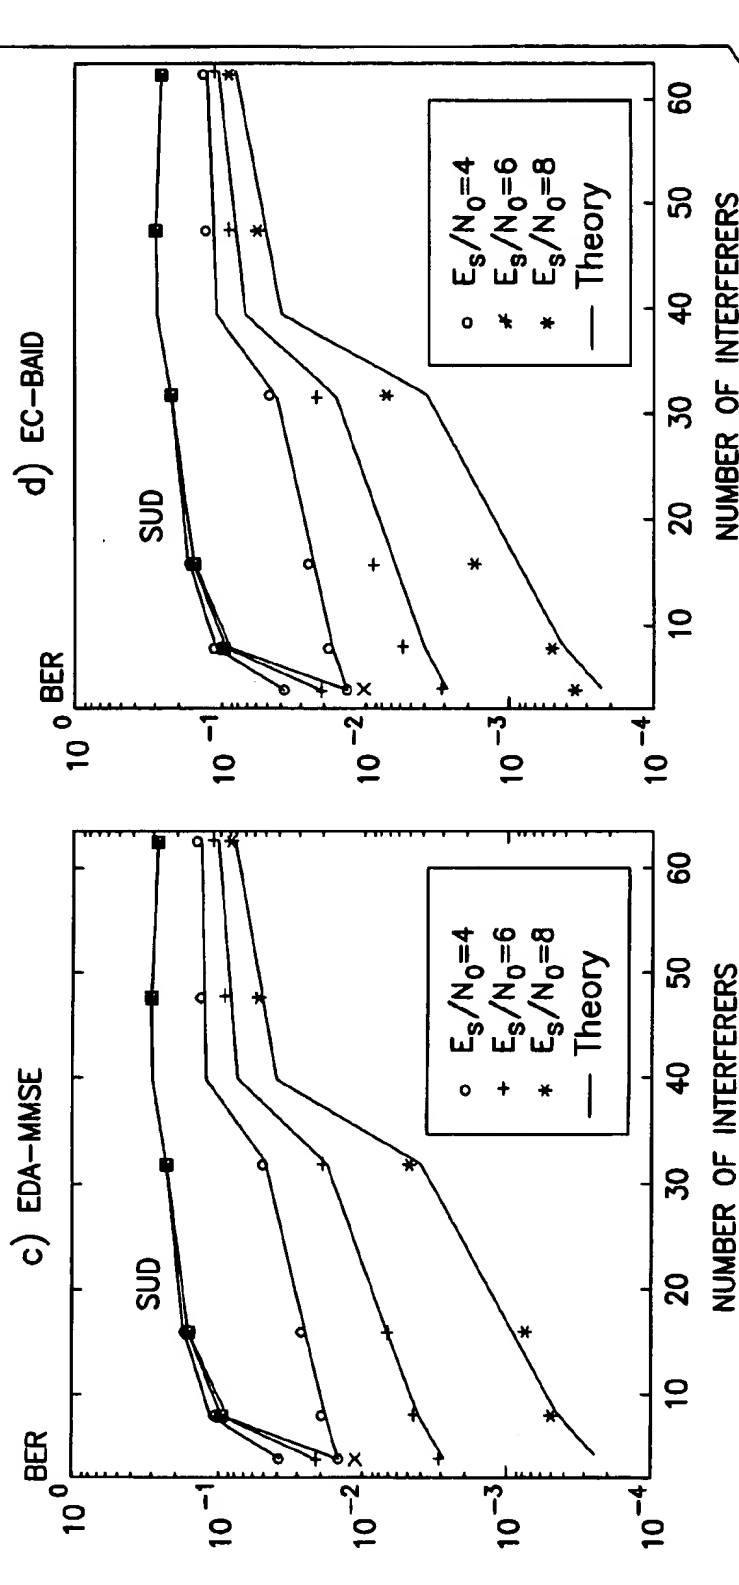 c) EDA–MMSE
BER
10^0
10^-1
10^-2
10^-3
10^-4
SUD
o E_s/N_0=4
+ E_s/N_0=6
* E_s/N_0=8
— Theory
10 20 30 40 50 60
NUMBER OF INTERFERERS
d) EC–BAID
BER
10^0
10^-1
10^-2
10^-3
10^-4
SUD
o E_s/N_0=4
* E_s/N_0=6
* E_s/N_0=8
— Theory
10 20 30 40 50 60
NUMBER OF INTERFERERS